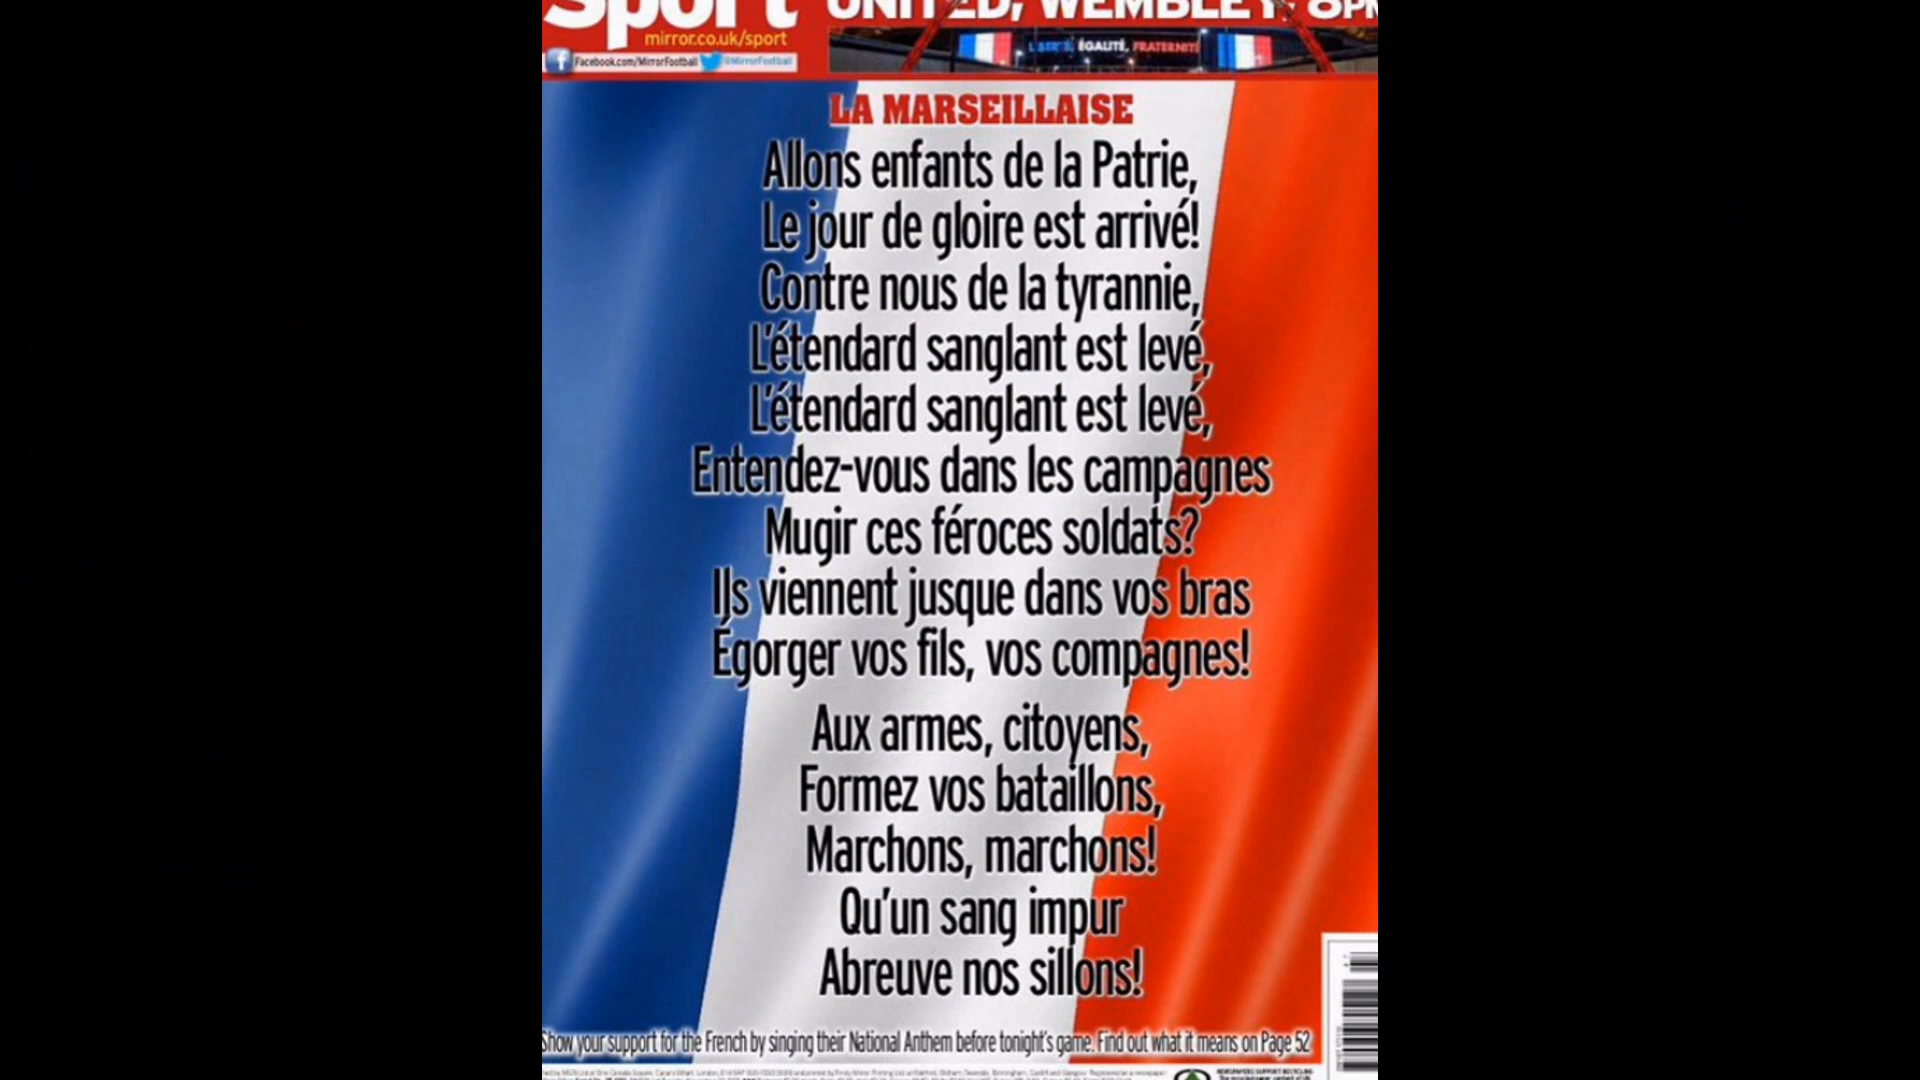 Sport
UNITED, WEMBLEY, 8PM
mirror.co.uk/sport
Facebook.com/MirrorFootball
@MirrorFootball
LIBERTÉ, ÉGALITÉ, FRATERNITÉ
LA MARSEILLAISE
Allons enfants de la Patrie,
Le jour de gloire est arrivé!
Contre nous de la tyrannie,
L'étendard sanglant est levé,
L'étendard sanglant est levé,
Entendez-vous dans les campagnes
Mugir ces féroces soldats?
Ils viennent jusque dans vos bras
Égorger vos fils, vos compagnes!
Aux armes, citoyens,
Formez vos bataillons,
Marchons, marchons!
Qu'un sang impur
Abreuve nos sillons!
Show your support for the French by singing their National Anthem before tonight's game. Find out what it means on Page 52
NEWSPAPERS SUPPORT RECYCLING